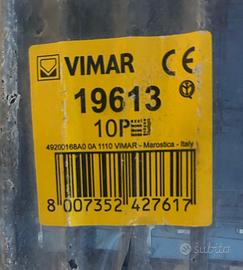 VIMAR CE
19613
10P
49200168A0 0A 1110 VIMAR - Marostica - Italy
8 007352 427617
subito